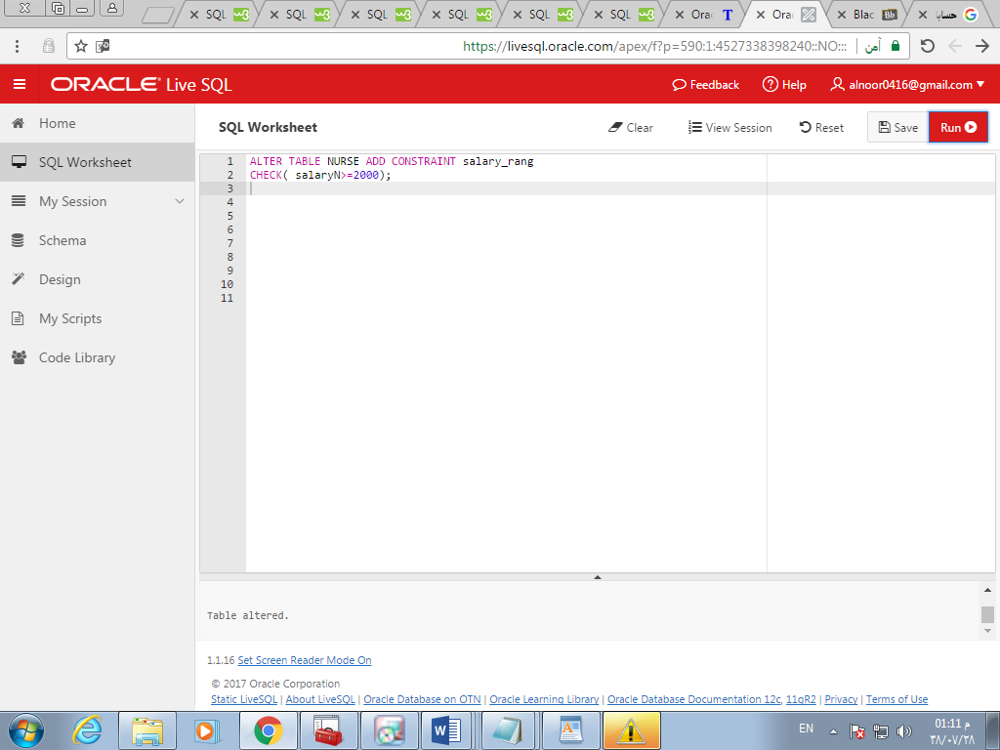 SQL
SQL
SQL
SQL
SQL
SQL
Ora
T
Ora
Blac
Bb
حسابا
G
https://livesql.oracle.com/apex/f?p=590:1:4527338398240::NO:::
آمن
ORACLE Live SQL
Feedback
Help
alnoor0416@gmail.com
Home
SQL Worksheet
My Session
Schema
Design
My Scripts
Code Library
SQL Worksheet
Clear
View Session
Reset
Save
Run
1 ALTER TABLE NURSE ADD CONSTRAINT salary_rang
2 CHECK( salaryN>=2000);
3
4
5
6
7
8
9
10
11
Table altered.
1.1.16 Set Screen Reader Mode On
© 2017 Oracle Corporation
Static LiveSQL | About LiveSQL | Oracle Database on OTN | Oracle Learning Library | Oracle Database Documentation 12c, 11gR2 | Privacy | Terms of Use
EN
01:11 م
٣٨/٠٧/٢٨